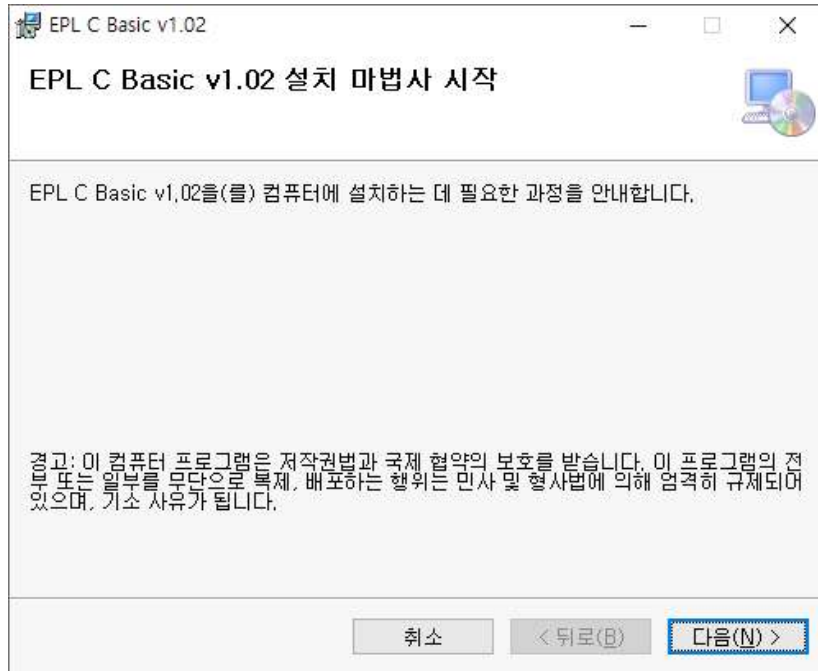 EPL C Basic v1.02
EPL C Basic v1.02 설치 마법사 시작
EPL C Basic v1.02을(를) 컴퓨터에 설치하는 데 필요한 과정을 안내합니다.
경고: 이 컴퓨터 프로그램은 저작권법과 국제 협약의 보호를 받습니다. 이 프로그램의 전
부 또는 일부를 무단으로 복제, 배포하는 행위는 민사 및 형사법에 의해 엄격히 규제되어
있으며, 기소 사유가 됩니다.
취소 < 뒤로(B) 다음(N) >